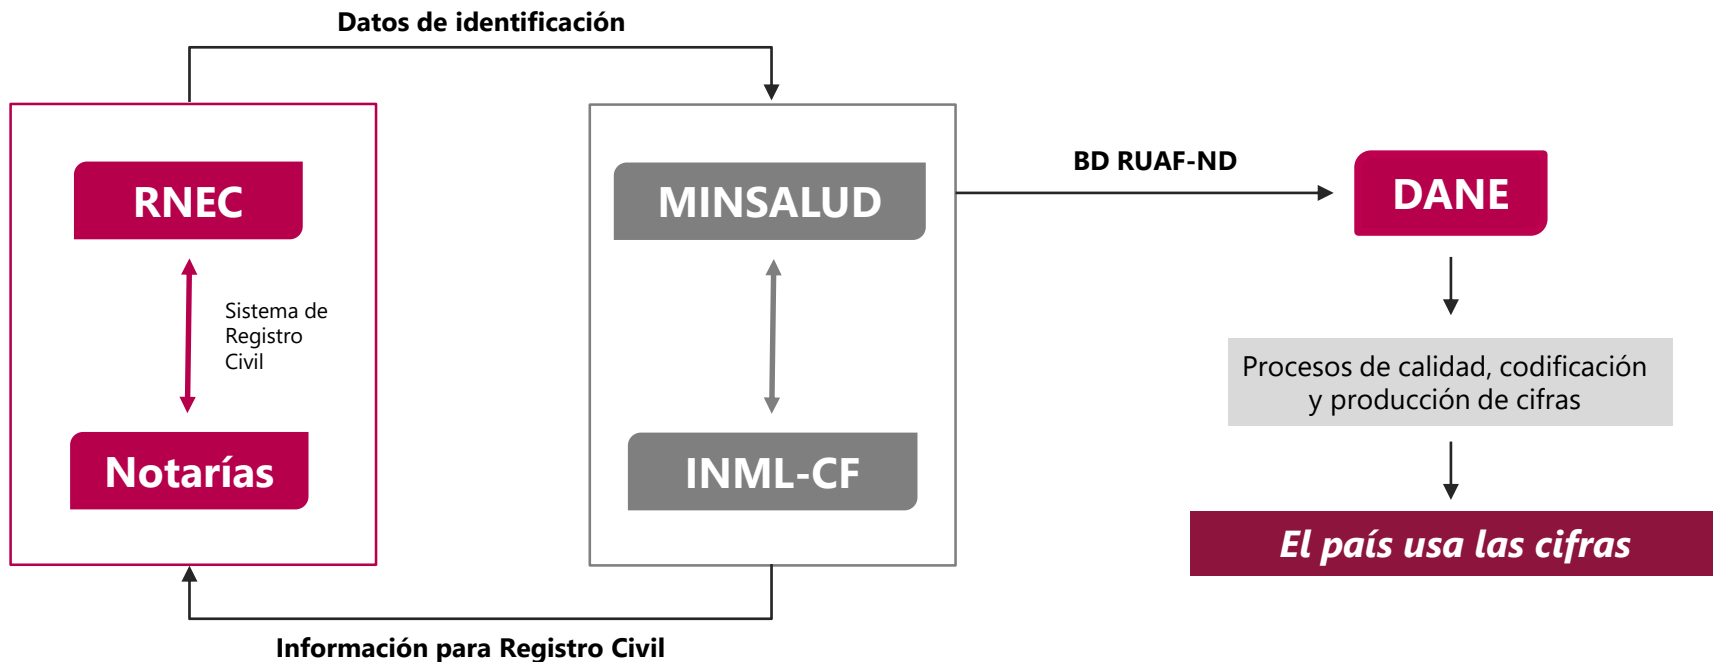 Datos de identificación
RNEC
Sistema de
Registro
Civil
Notarías
MINSALUD
INML-CF
BD RUAF-ND
DANE
Procesos de calidad, codificación
y producción de cifras
El país usa las cifras
Información para Registro Civil